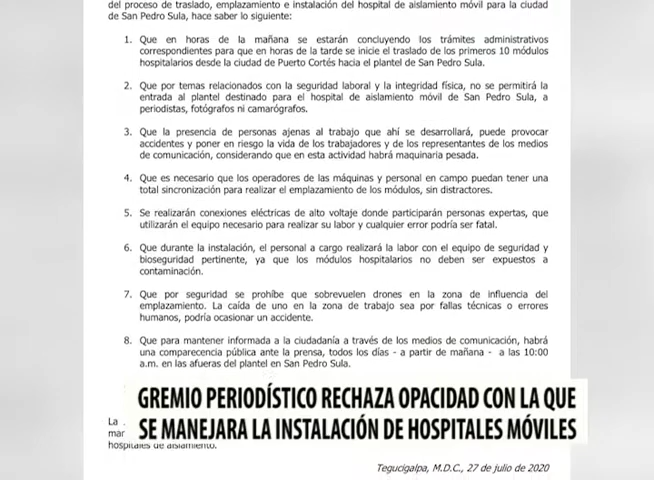 del proceso de traslado, emplazamiento e instalación del hospital de aislamiento móvil para la ciudad
de San Pedro Sula, hace saber lo siguiente:
1. Que en horas de la mañana se estarán concluyendo los trámites administrativos
correspondientes para que en horas de la tarde se inicie el traslado de los primeros 10 módulos
hospitalarios desde la ciudad de Puerto Cortés hacia el plantel de San Pedro Sula.
2. Que por temas relacionados con la seguridad laboral y la integridad física, no se permitirá la
entrada al plantel destinado para el hospital de aislamiento móvil de San Pedro Sula, a
periodistas, fotógrafos ni camarógrafos.
3. Que la presencia de personas ajenas al trabajo que ahí se desarrollará, puede provocar
accidentes y poner en riesgo la vida de los trabajadores y de los representantes de los medios
de comunicación, considerando que en esta actividad habrá maquinaria pesada.
4. Que es necesario que los operadores de las máquinas y personal en campo puedan tener una
total sincronización para realizar el emplazamiento de los módulos, sin distractores.
5. Se realizarán conexiones eléctricas de alto voltaje donde participarán personas expertas, que
utilizarán el equipo necesario para realizar su labor y cualquier error podría ser fatal.
6. Que durante la instalación, el personal a cargo realizará la labor con el equipo de seguridad y
bioseguridad pertinente, ya que los módulos hospitalarios no deben ser expuestos a
contaminación.
7. Que por seguridad se prohíbe que sobrevuelen drones en la zona de influencia del
emplazamiento. La caída de uno en la zona de trabajo sea por fallas técnicas o errores
humanos, podría ocasionar un accidente.
8. Que para mantener informada a la ciudadanía a través de los medios de comunicación, habrá
una comparecencia pública ante la prensa, todos los días - a partir de mañana - a las 10:00
a.m. en las afueras del plantel en San Pedro Sula.
GREMIO PERIODÍSTICO RECHAZA OPACIDAD CON LA QUE
SE MANEJARA LA INSTALACIÓN DE HOSPITALES MÓVILES
La
mar
hospitales de aislamiento.
Tegucigalpa, M.D.C., 27 de julio de 2020